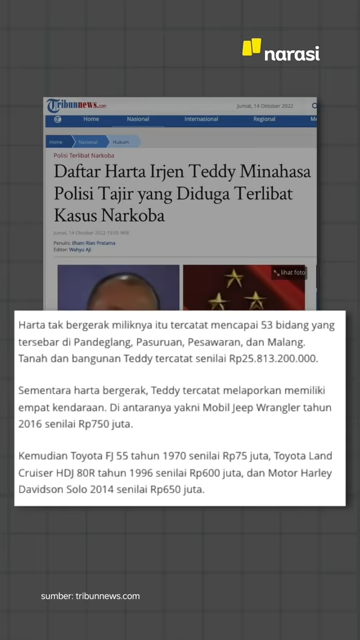 narasi
Tribunnews.com
Jumat, 14 Oktober 2022
Home Nasional International Regional
Home Nasional Hukum
Polisi Terlibat Narkoba
Daftar Harta Irjen Teddy Minahasa
Polisi Tajir yang Diduga Terlibat
Kasus Narkoba
Jumat, 14 Oktober 2022
Penulis: Ilham Rian Pratama
Editor: Wahyu Aji
lihat foto
Harta tak bergerak miliknya itu tercatat mencapai 53 bidang yang
tersebar di Pandeglang, Pasuruan, Pesawaran, dan Malang.
Tanah dan bangunan Teddy tercatat senilai Rp25.813.200.000.
Sementara harta bergerak, Teddy tercatat melaporkan memiliki
empat kendaraan. Di antaranya yakni Mobil Jeep Wrangler tahun
2016 senilai Rp750 juta.
Kemudian Toyota FJ 55 tahun 1970 senilai Rp75 juta, Toyota Land
Cruiser HDJ 80R tahun 1996 senilai Rp600 juta, dan Motor Harley
Davidson Solo 2014 senilai Rp650 juta.
sumber: tribunnews.com